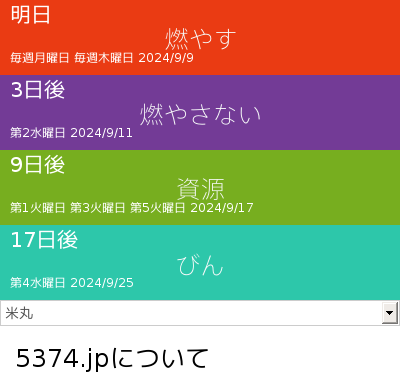 明日
燃やす
毎週月曜日 毎週木曜日 2024/9/9
3日後
燃やさない
第2水曜日 2024/9/11
9日後
資源
第1火曜日 第3火曜日 第5火曜日 2024/9/17
17日後
びん
第4水曜日 2024/9/25
米丸
5374.jpについて